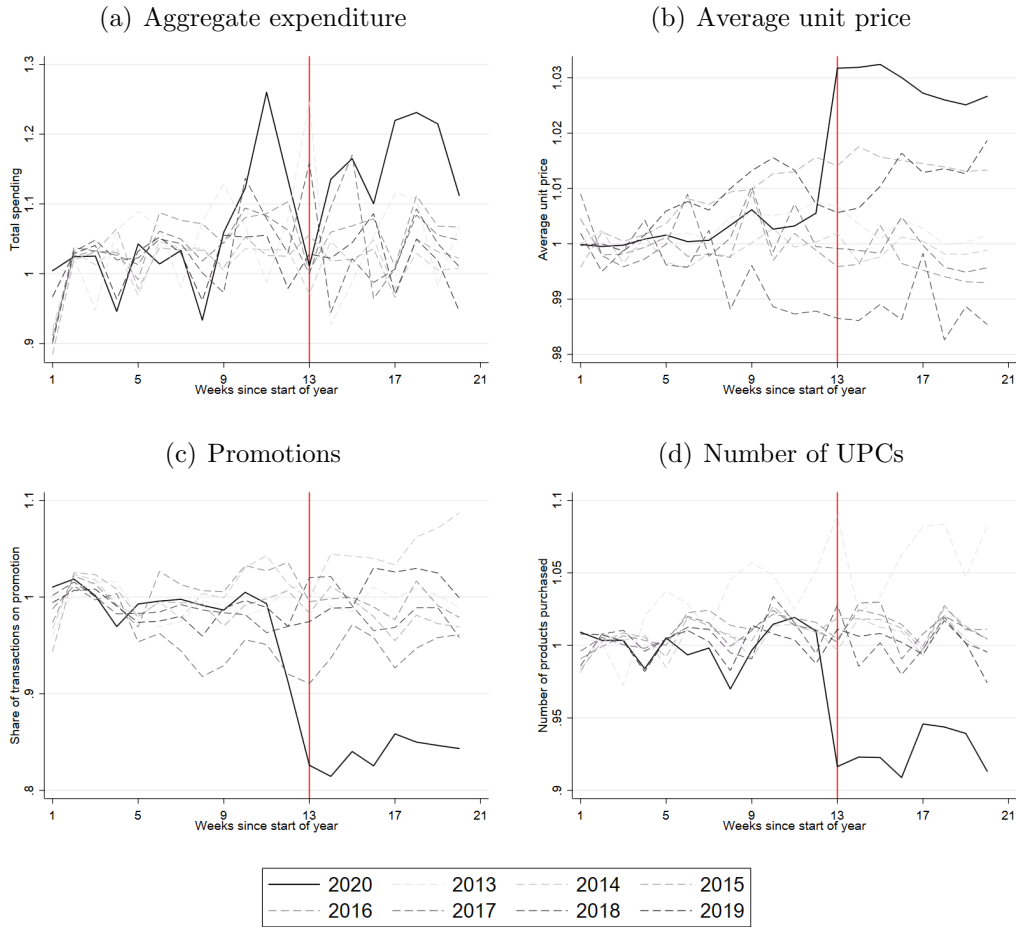 (a) Aggregate expenditure
Total spending
1.3
1.2
1.1
1
.9
1 5 9 13 17 21
Weeks since start of year
(b) Average unit price
Average unit price
1.03
1.02
1.01
1
.99
.98
1 5 9 13 17 21
Weeks since start of year
(c) Promotions
Share of transactions on promotion
1.1
1
.9
.8
1 5 9 13 17 21
Weeks since start of year
(d) Number of UPCs
Number of products purchased
1.1
1.05
1
.95
.9
1 5 9 13 17 21
Weeks since start of year
2020 2013 2014 2015
2016 2017 2018 2019